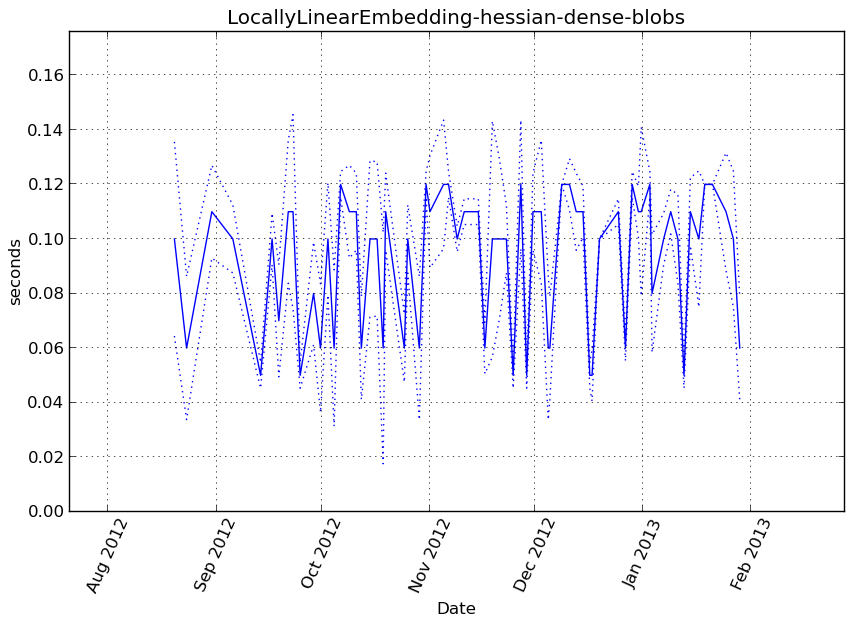 LocallyLinearEmbedding-hessian-dense-blobs
0.16
0.14
0.12
0.10
0.08
0.06
0.04
0.02
0.00
seconds
Aug 2012
Sep 2012
Oct 2012
Nov 2012
Dec 2012
Jan 2013
Feb 2013
Date